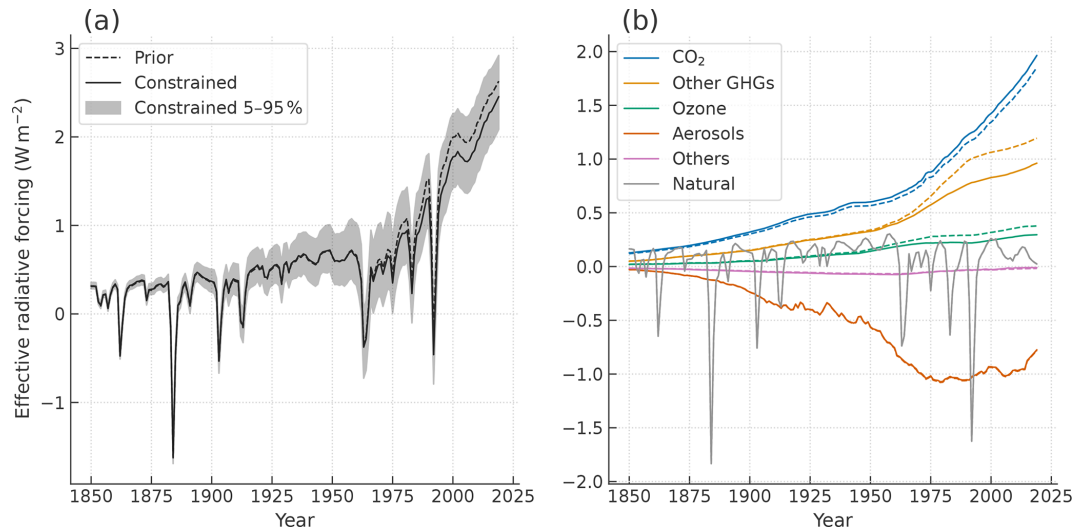 (a)
(b)
Effective radiative forcing (W m−2)
3
2
1
0
−1
Prior
Constrained
Constrained 5–95 %
1850 1875 1900 1925 1950 1975 2000 2025
Year
2.0
1.5
1.0
0.5
0.0
−0.5
−1.0
−1.5
−2.0
CO2
Other GHGs
Ozone
Aerosols
Others
Natural
1850 1875 1900 1925 1950 1975 2000 2025
Year